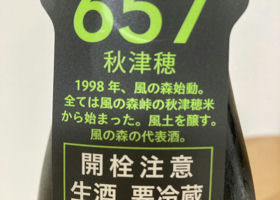 657
秋津穂
1998年、風の森始動。
全ては風の森峠の秋津穂米
から始まった。風土を醸す。
風の森の代表酒。
開栓注意
生酒 要冷蔵